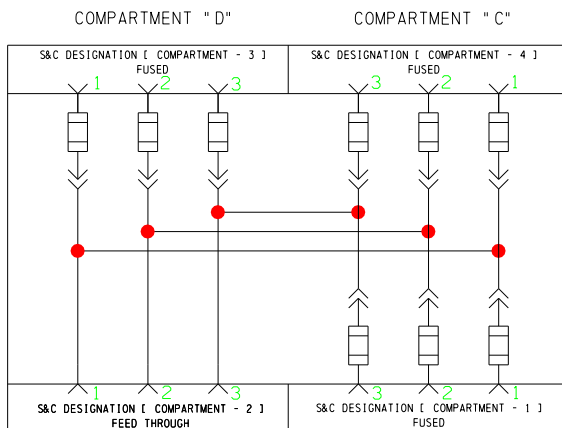 COMPARTMENT "D" COMPARTMENT "C"
S&C DESIGNATION [ COMPARTMENT - 3 ] S&C DESIGNATION [ COMPARTMENT - 4 ]
FUSED FUSED
1 2 3 3 2 1
1 2 3 3 2 1
S&C DESIGNATION [ COMPARTMENT - 2 ] S&C DESIGNATION [ COMPARTMENT - 1 ]
FEED THROUGH FUSED